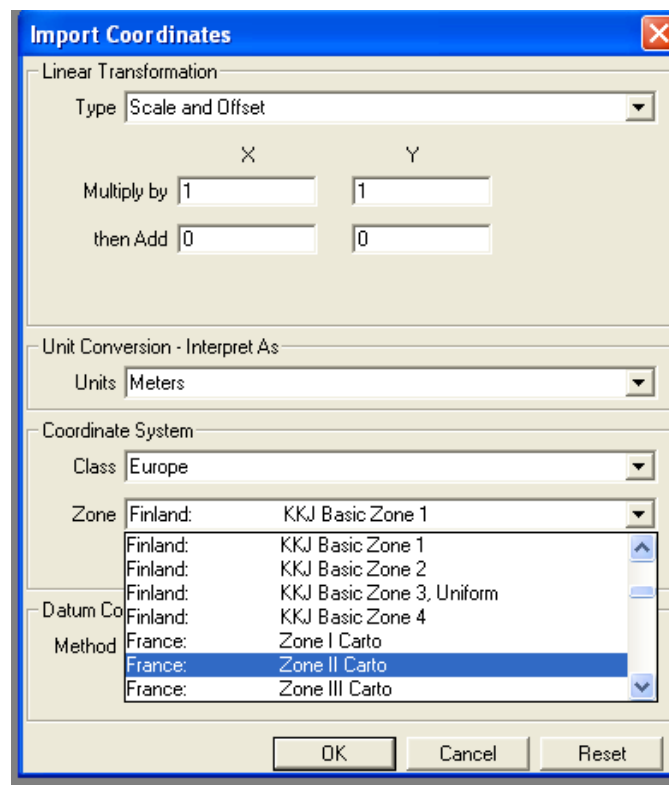 Import Coordinates
Linear Transformation
Type Scale and Offset
X Y
Multiply by 1 1
then Add 0 0
Unit Conversion - Interpret As
Units Meters
Coordinate System
Class Europe
Zone Finland: KKJ Basic Zone 1
Finland: KKJ Basic Zone 1
Finland: KKJ Basic Zone 2
Finland: KKJ Basic Zone 3, Uniform
Datum Co Finland: KKJ Basic Zone 4
Method France: Zone I Carto
France: Zone II Carto
France: Zone III Carto
OK Cancel Reset